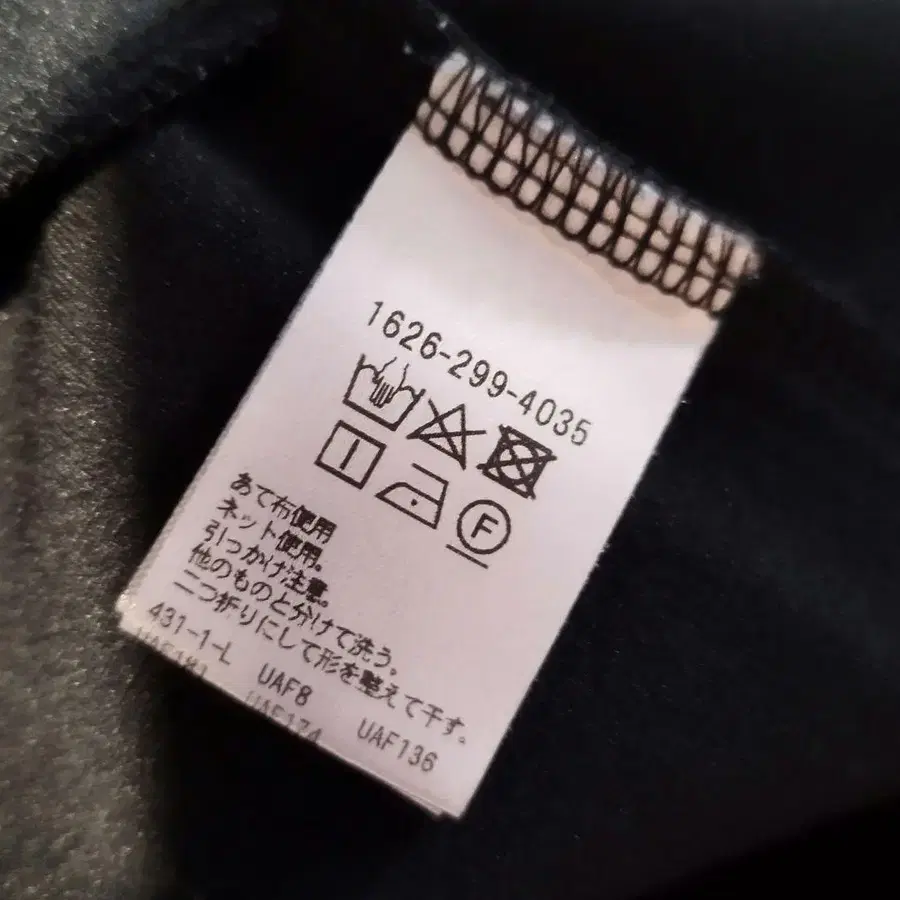 1626-299-4035
F
あて布使用
ネット使用。
引っかけ注意。
他のものと分けて洗う。
二つ折りにして形を整えて干す。
431-1-L UAF8 UAF136